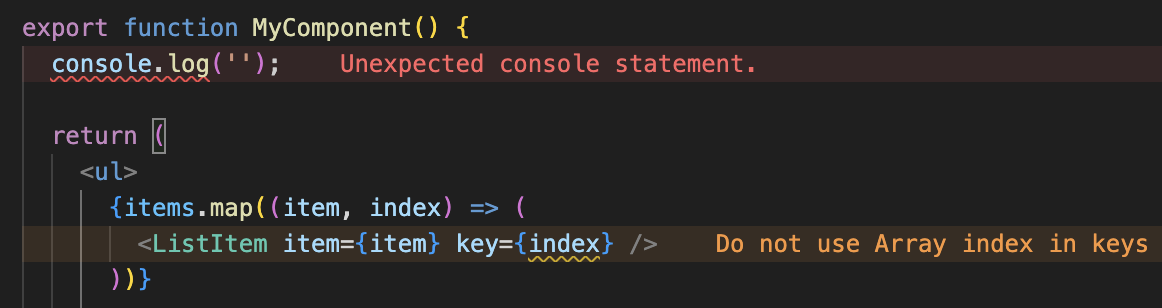 export function MyComponent() {
console.log(''); Unexpected console statement.
return (
<ul>
{items.map((item, index) => (
<ListItem item={item} key={index} /> Do not use Array index in keys
))}